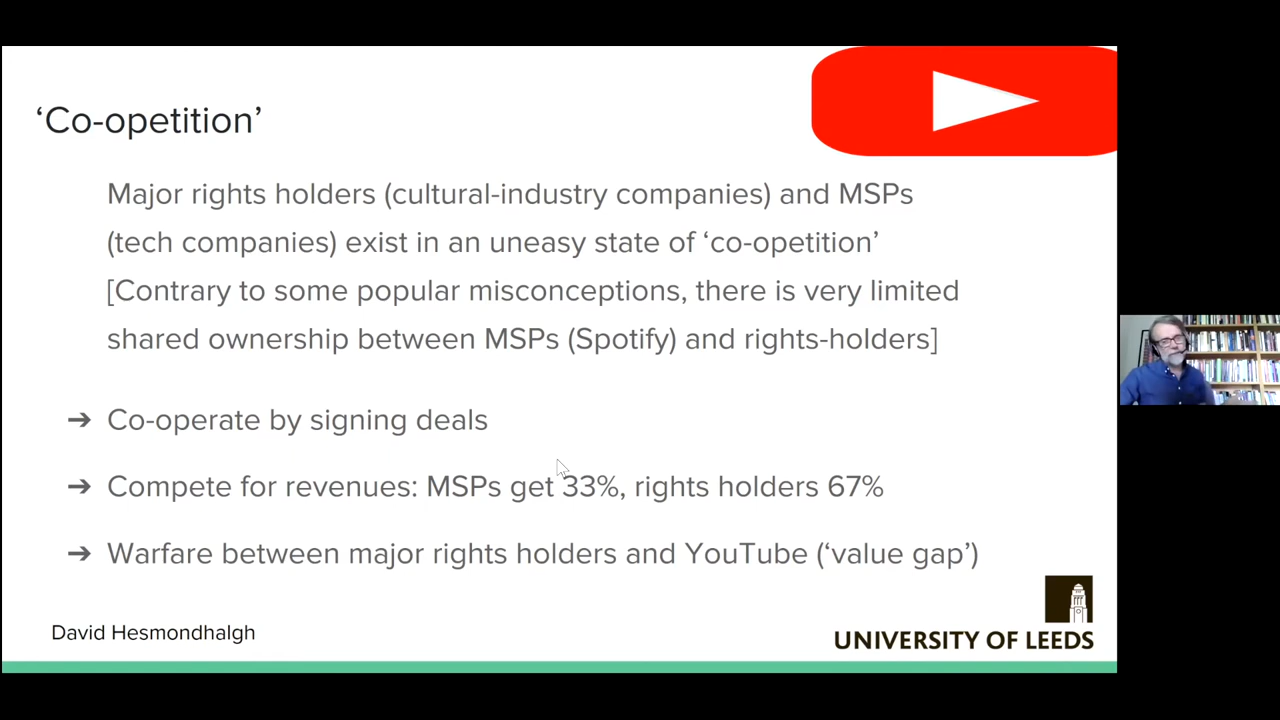 ‘Co-opetition’
Major rights holders (cultural-industry companies) and MSPs
(tech companies) exist in an uneasy state of ‘co-opetition’
[Contrary to some popular misconceptions, there is very limited
shared ownership between MSPs (Spotify) and rights-holders]
➔ Co-operate by signing deals
➔ Compete for revenues: MSPs get 33%, rights holders 67%
➔ Warfare between major rights holders and YouTube (‘value gap’)
David Hesmondhalgh
UNIVERSITY OF LEEDS